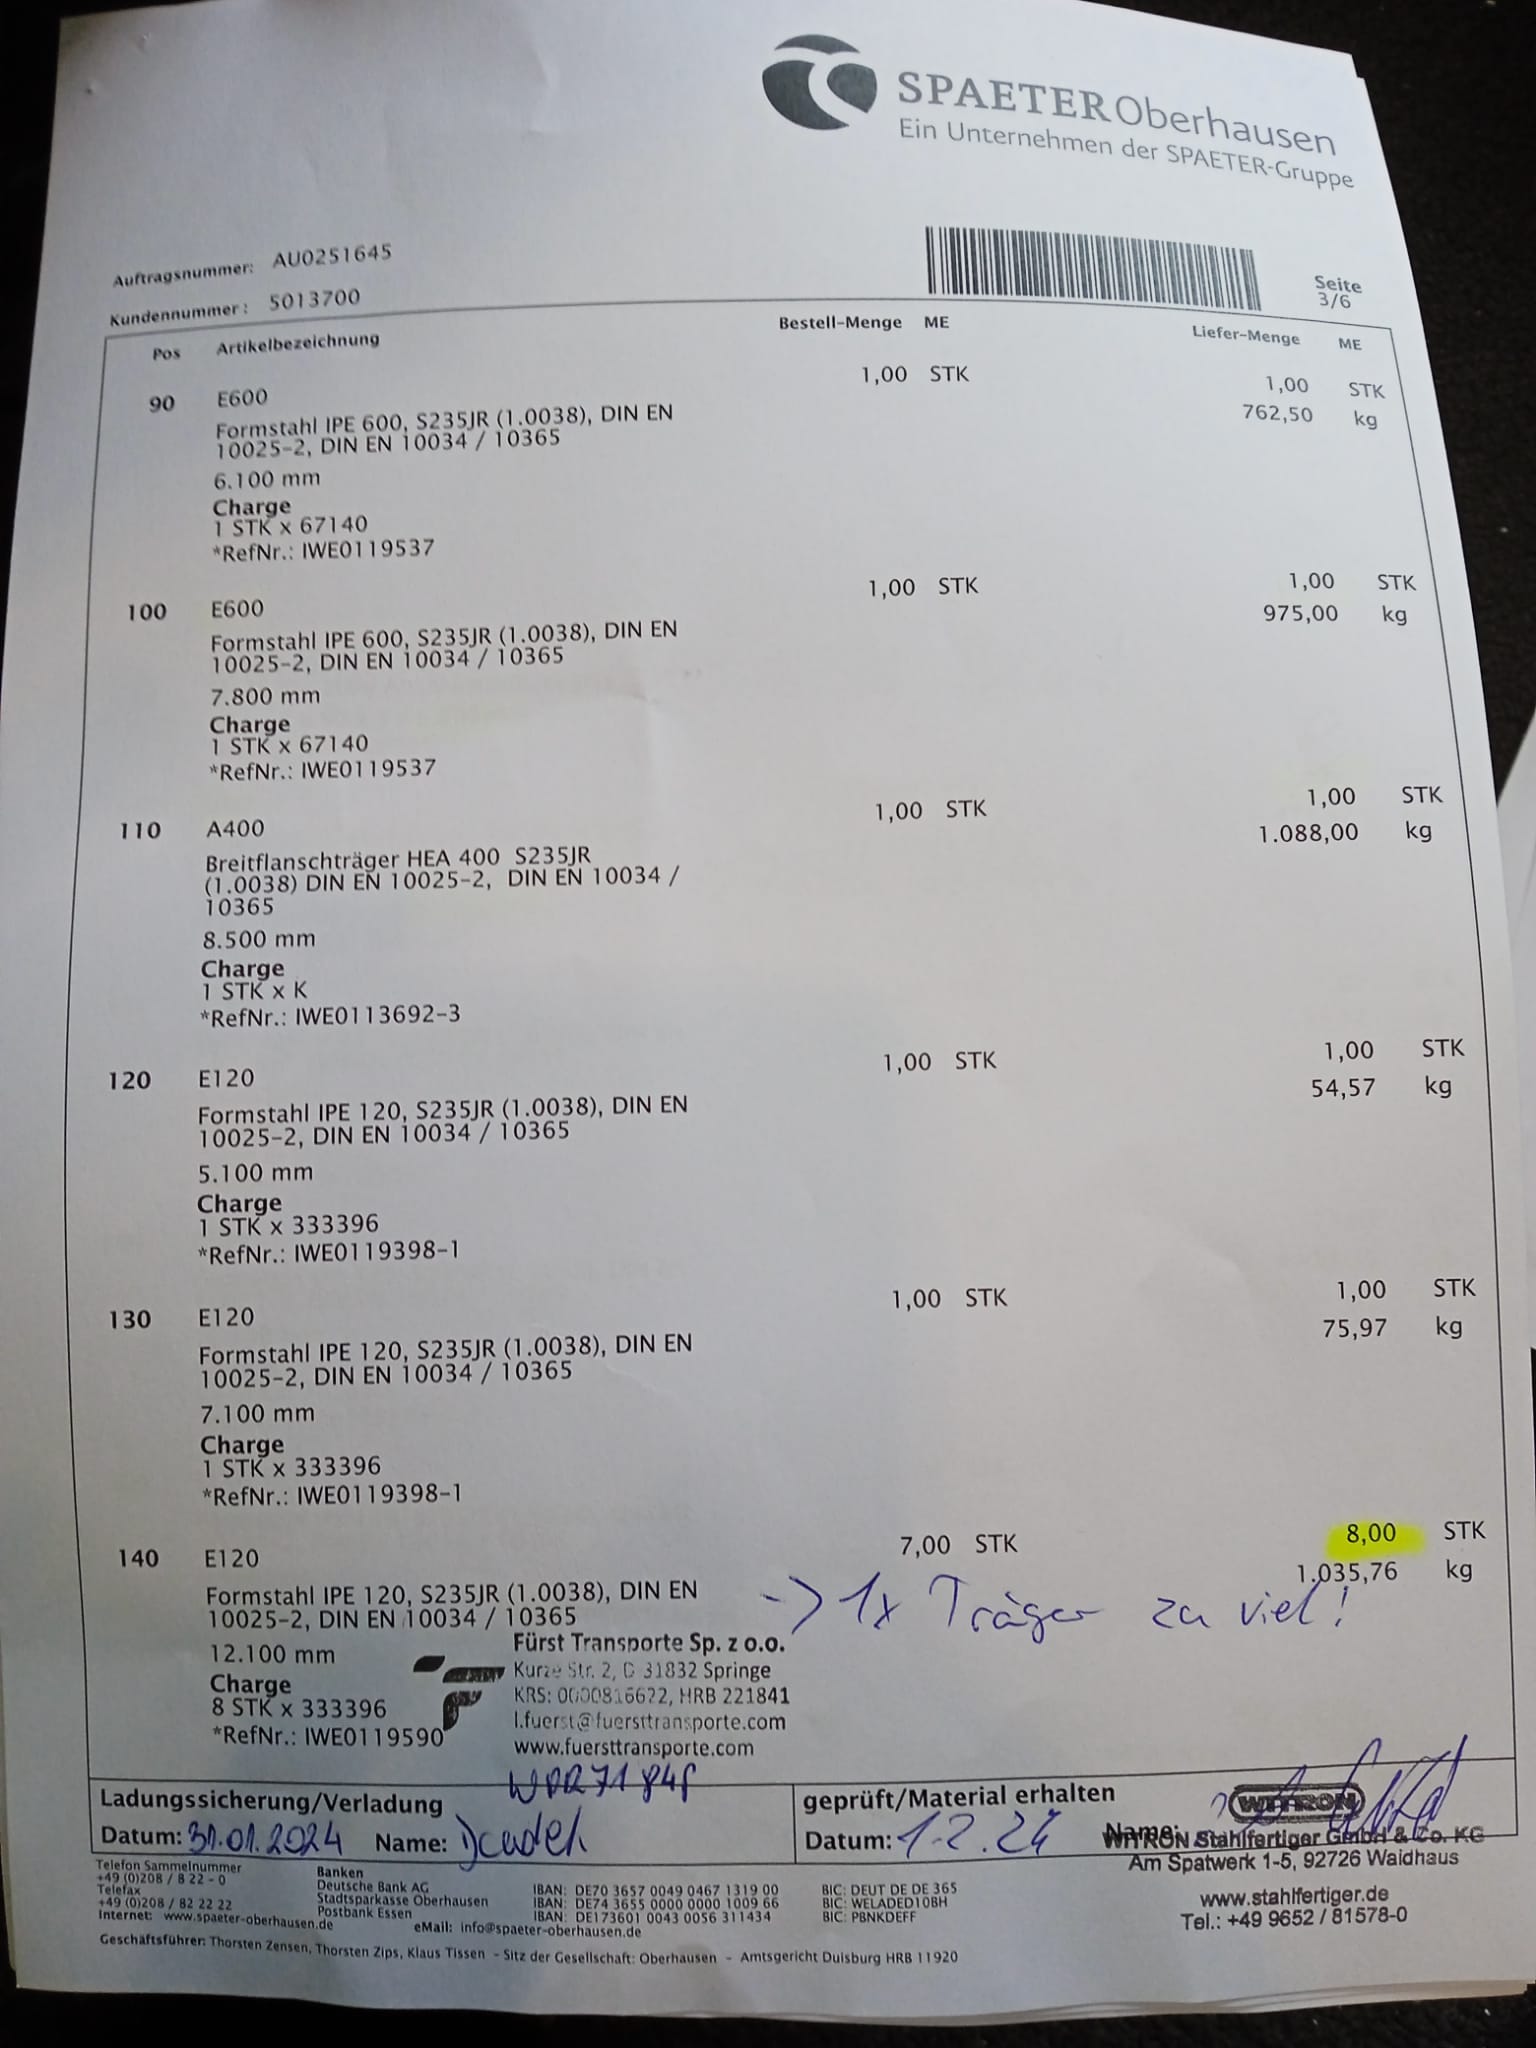 SPAETER Oberhausen
Ein Unternehmen der SPAETER-Gruppe
Auftragsnummer: AU0251645
Kundennummer: 5013700
Seite
3/6
Pos Artikelbezeichnung Bestell-Menge ME Liefer-Menge ME
90 E600 1,00 STK 1,00 STK
762,50 kg
Formstahl IPE 600, S235JR (1.0038), DIN EN
10025-2, DIN EN 10034 / 10365
6.100 mm
Charge
1 STK x 67140
*RefNr.: IWE0119537
100 E600 1,00 STK 1,00 STK
975,00 kg
Formstahl IPE 600, S235JR (1.0038), DIN EN
10025-2, DIN EN 10034 / 10365
7.800 mm
Charge
1 STK x 67140
*RefNr.: IWE0119537
110 A400 1,00 STK 1,00 STK
1.088,00 kg
Breitflanschträger HEA 400 S235JR
(1.0038) DIN EN 10025-2, DIN EN 10034 /
10365
8.500 mm
Charge
1 STK x K
*RefNr.: IWE0113692-3
120 E120 1,00 STK 1,00 STK
54,57 kg
Formstahl IPE 120, S235JR (1.0038), DIN EN
10025-2, DIN EN 10034 / 10365
5.100 mm
Charge
1 STK x 333396
*RefNr.: IWE0119398-1
130 E120 1,00 STK 1,00 STK
75,97 kg
Formstahl IPE 120, S235JR (1.0038), DIN EN
10025-2, DIN EN 10034 / 10365
7.100 mm
Charge
1 STK x 333396
*RefNr.: IWE0119398-1
140 E120 7,00 STK 8,00 STK
1.035,76 kg
Formstahl IPE 120, S235JR (1.0038), DIN EN
10025-2, DIN EN 10034 / 10365
-> 1x Träger zu viel!
12.100 mm
Charge
8 STK x 333396
*RefNr.: IWE0119590
Fürst Transporte Sp. z o.o.
Kurze Str. 2, D 31832 Springe
KRS: 0000816622, HRB 221841
l.fuerst@fuersttransporte.com
www.fuersttransporte.com
Ladungssicherung/Verladung
Datum: 31.01.2024 Name:
geprüft/Material erhalten
Datum: 1.2.24 Name:
WITRON
WITRON Stahlfertiger GmbH & Co. KG
Am Spatwerk 1-5, 92726 Waidhaus
www.stahlfertiger.de
Tel.: +49 9652 / 81578-0
Telefon Sammelnummer
+49 (0)208 / 8 22 - 0
Telefax
+49 (0)208 / 82 22 22
Internet: www.spaeter-oberhausen.de
Banken
Deutsche Bank AG IBAN: DE70 3657 0049 0467 1319 00 BIC: DEUT DE DE 365
Stadtsparkasse Oberhausen IBAN: DE74 3655 0000 0000 1009 66 BIC: WELADED1OBH
Postbank Essen IBAN: DE173601 0043 0056 311434 BIC: PBNKDEFF
eMail: info@spaeter-oberhausen.de
Geschäftsführer: Thorsten Zensen, Thorsten Zips, Klaus Tissen - Sitz der Gesellschaft: Oberhausen - Amtsgericht Duisburg HRB 11920